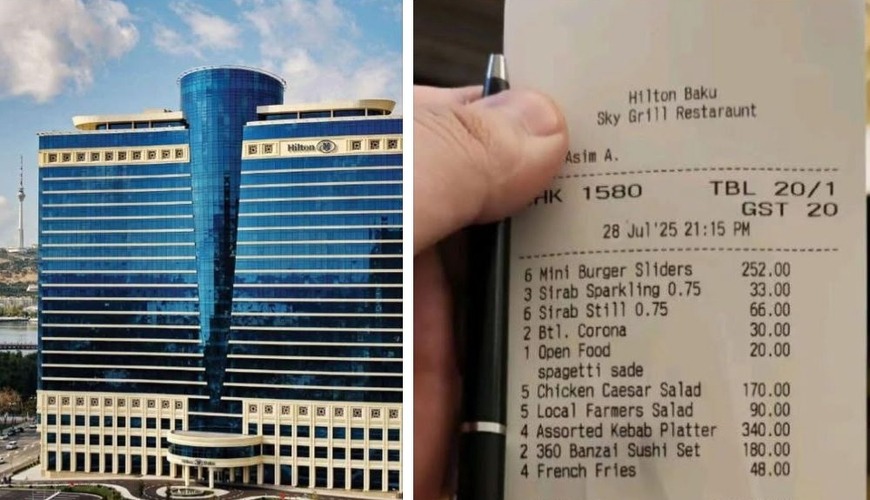 Hilton
Hilton Baku
Sky Grill Restaraunt
Asim A.
HK 1580 TBL 20/1
GST 20
28 Jul'25 21:15 PM
6 Mini Burger Sliders 252.00
3 Sirab Sparkling 0.75 33.00
6 Sirab Still 0.75 66.00
2 Btl. Corona 30.00
1 Open Food 20.00
spagetti sade
5 Chicken Caesar Salad 170.00
5 Local Farmers Salad 90.00
4 Assorted Kebab Platter 340.00
2 360 Banzai Sushi Set 180.00
4 French Fries 48.00